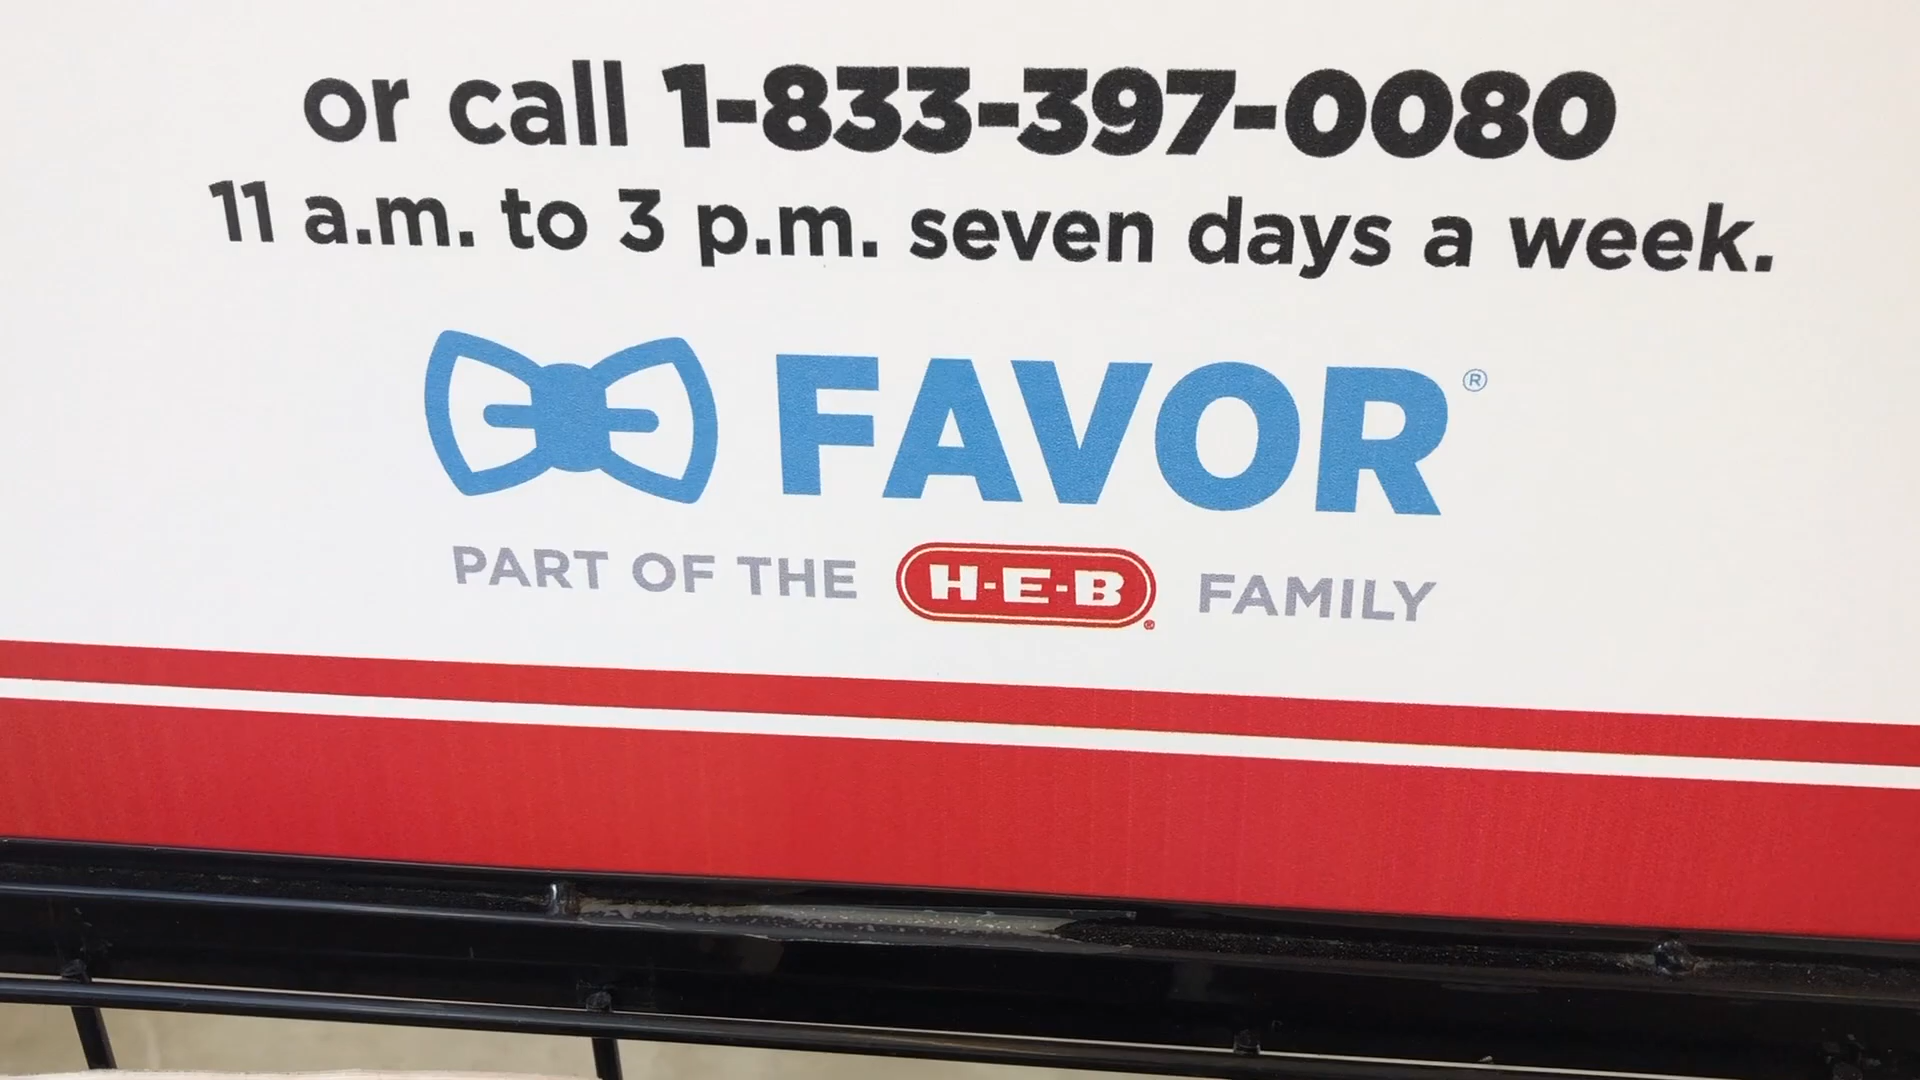 or call 1-833-397-0080
11 a.m. to 3 p.m. seven days a week.
FAVOR®
PART OF THE H-E-B® FAMILY